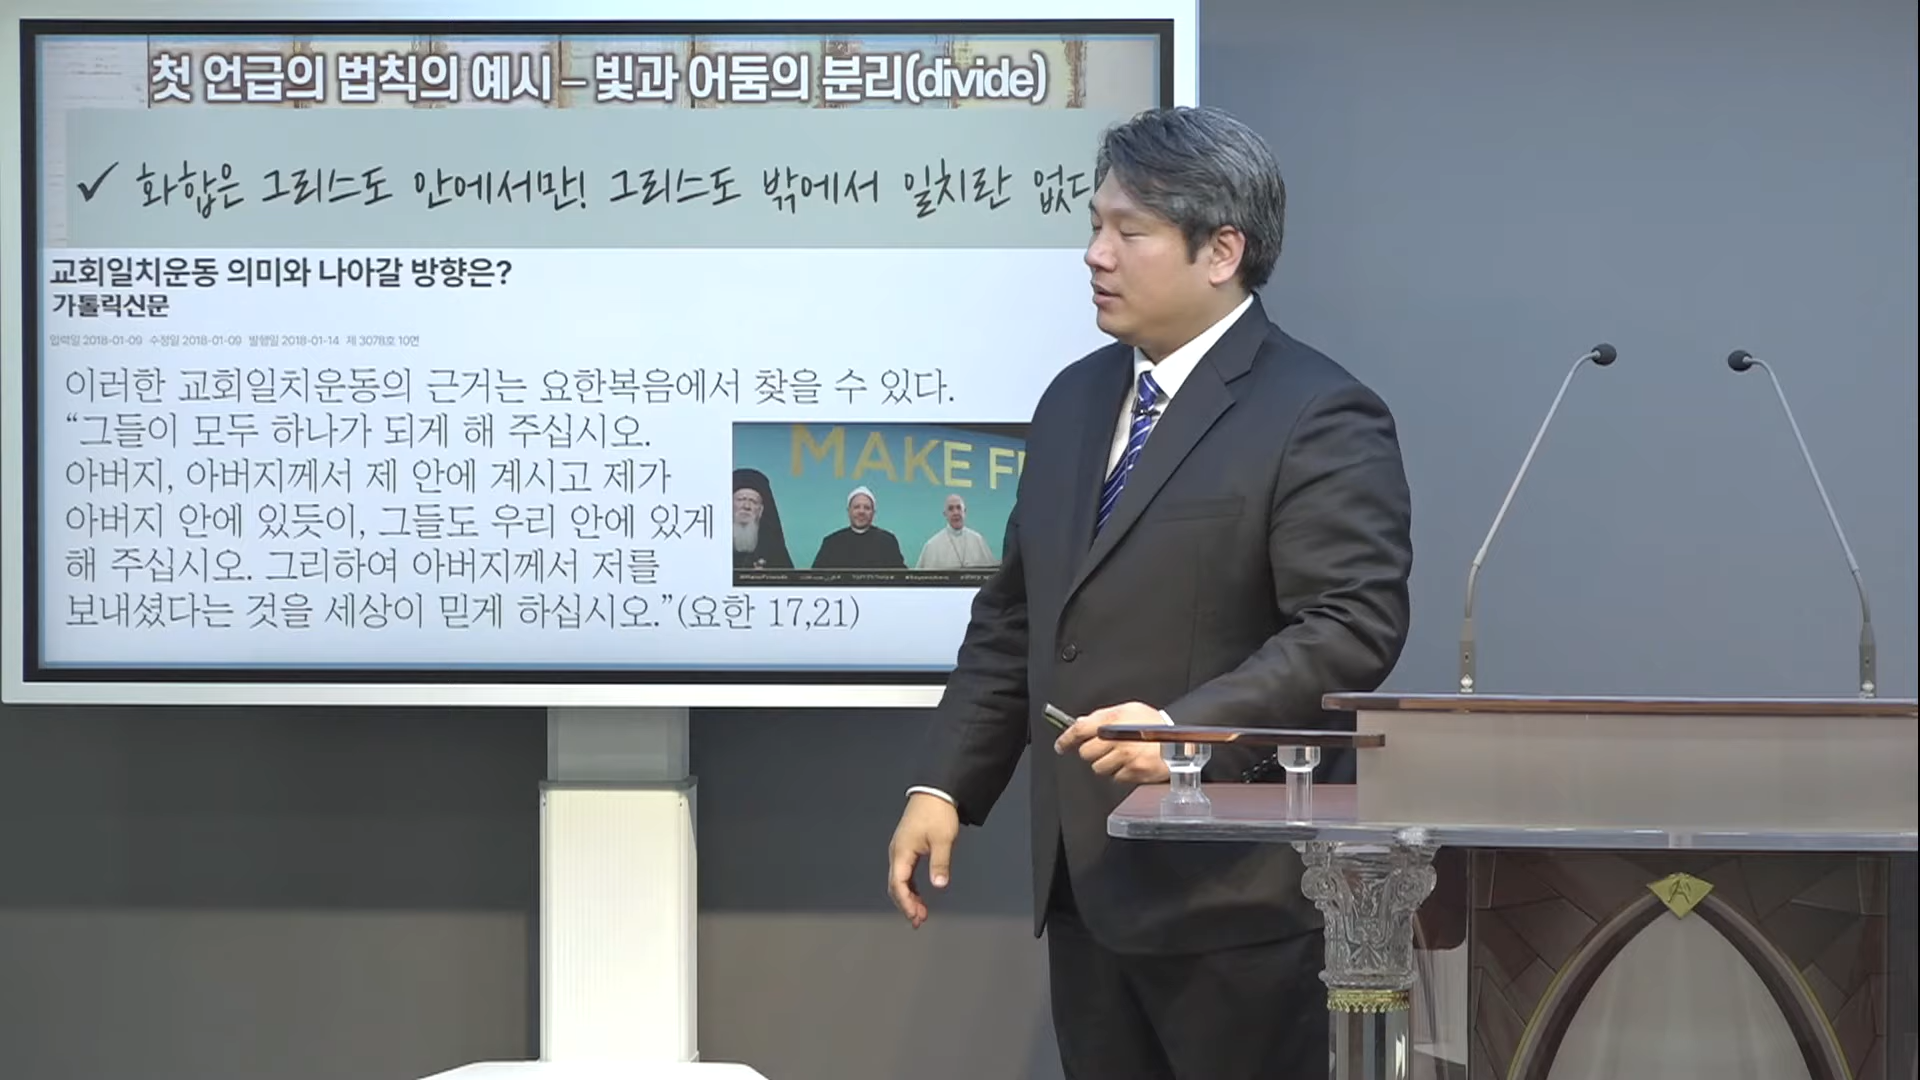 첫 언급의 법칙의 예시 – 빛과 어둠의 분리(divide)
✓ 화합은 그리스도 안에서만! 그리스도 밖에서 일치란
교회일치운동 의미와 나아갈 방향은?
가톨릭신문
입력일 2018-01-09 수정일 2018-01-09 발행일 2018-01-14 제 3078호 10면
이러한 교회일치운동의 근거는 요한복음에서 찾을 수 있다.
“그들이 모두 하나가 되게 해 주십시오.
아버지, 아버지께서 제 안에 계시고 제가
아버지 안에 있듯이, 그들도 우리 안에 있게
해 주십시오. 그리하여 아버지께서 저를
보내셨다는 것을 세상이 믿게 하십시오.”(요한 17,21)
MAKE